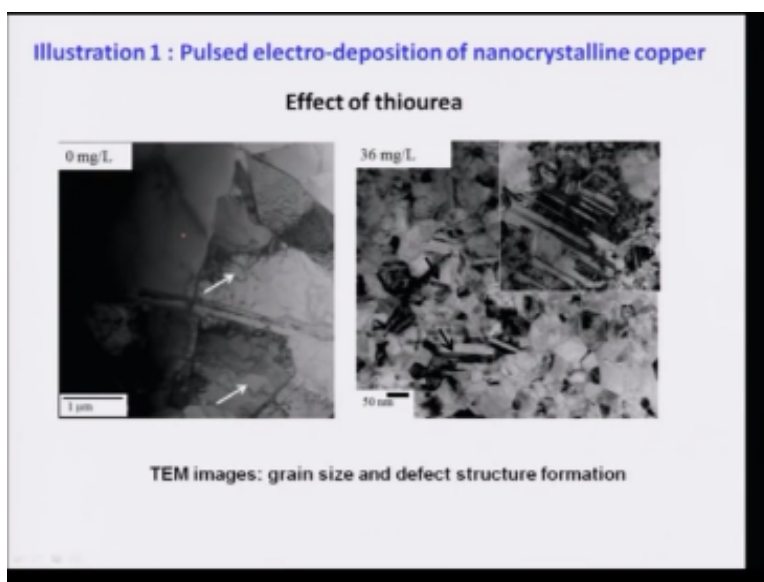 Illustration 1 : Pulsed electro-deposition of nanocrystalline copper
Effect of thiourea
0 mg/L
36 mg/L
1 µm
50 nm
TEM images: grain size and defect structure formation